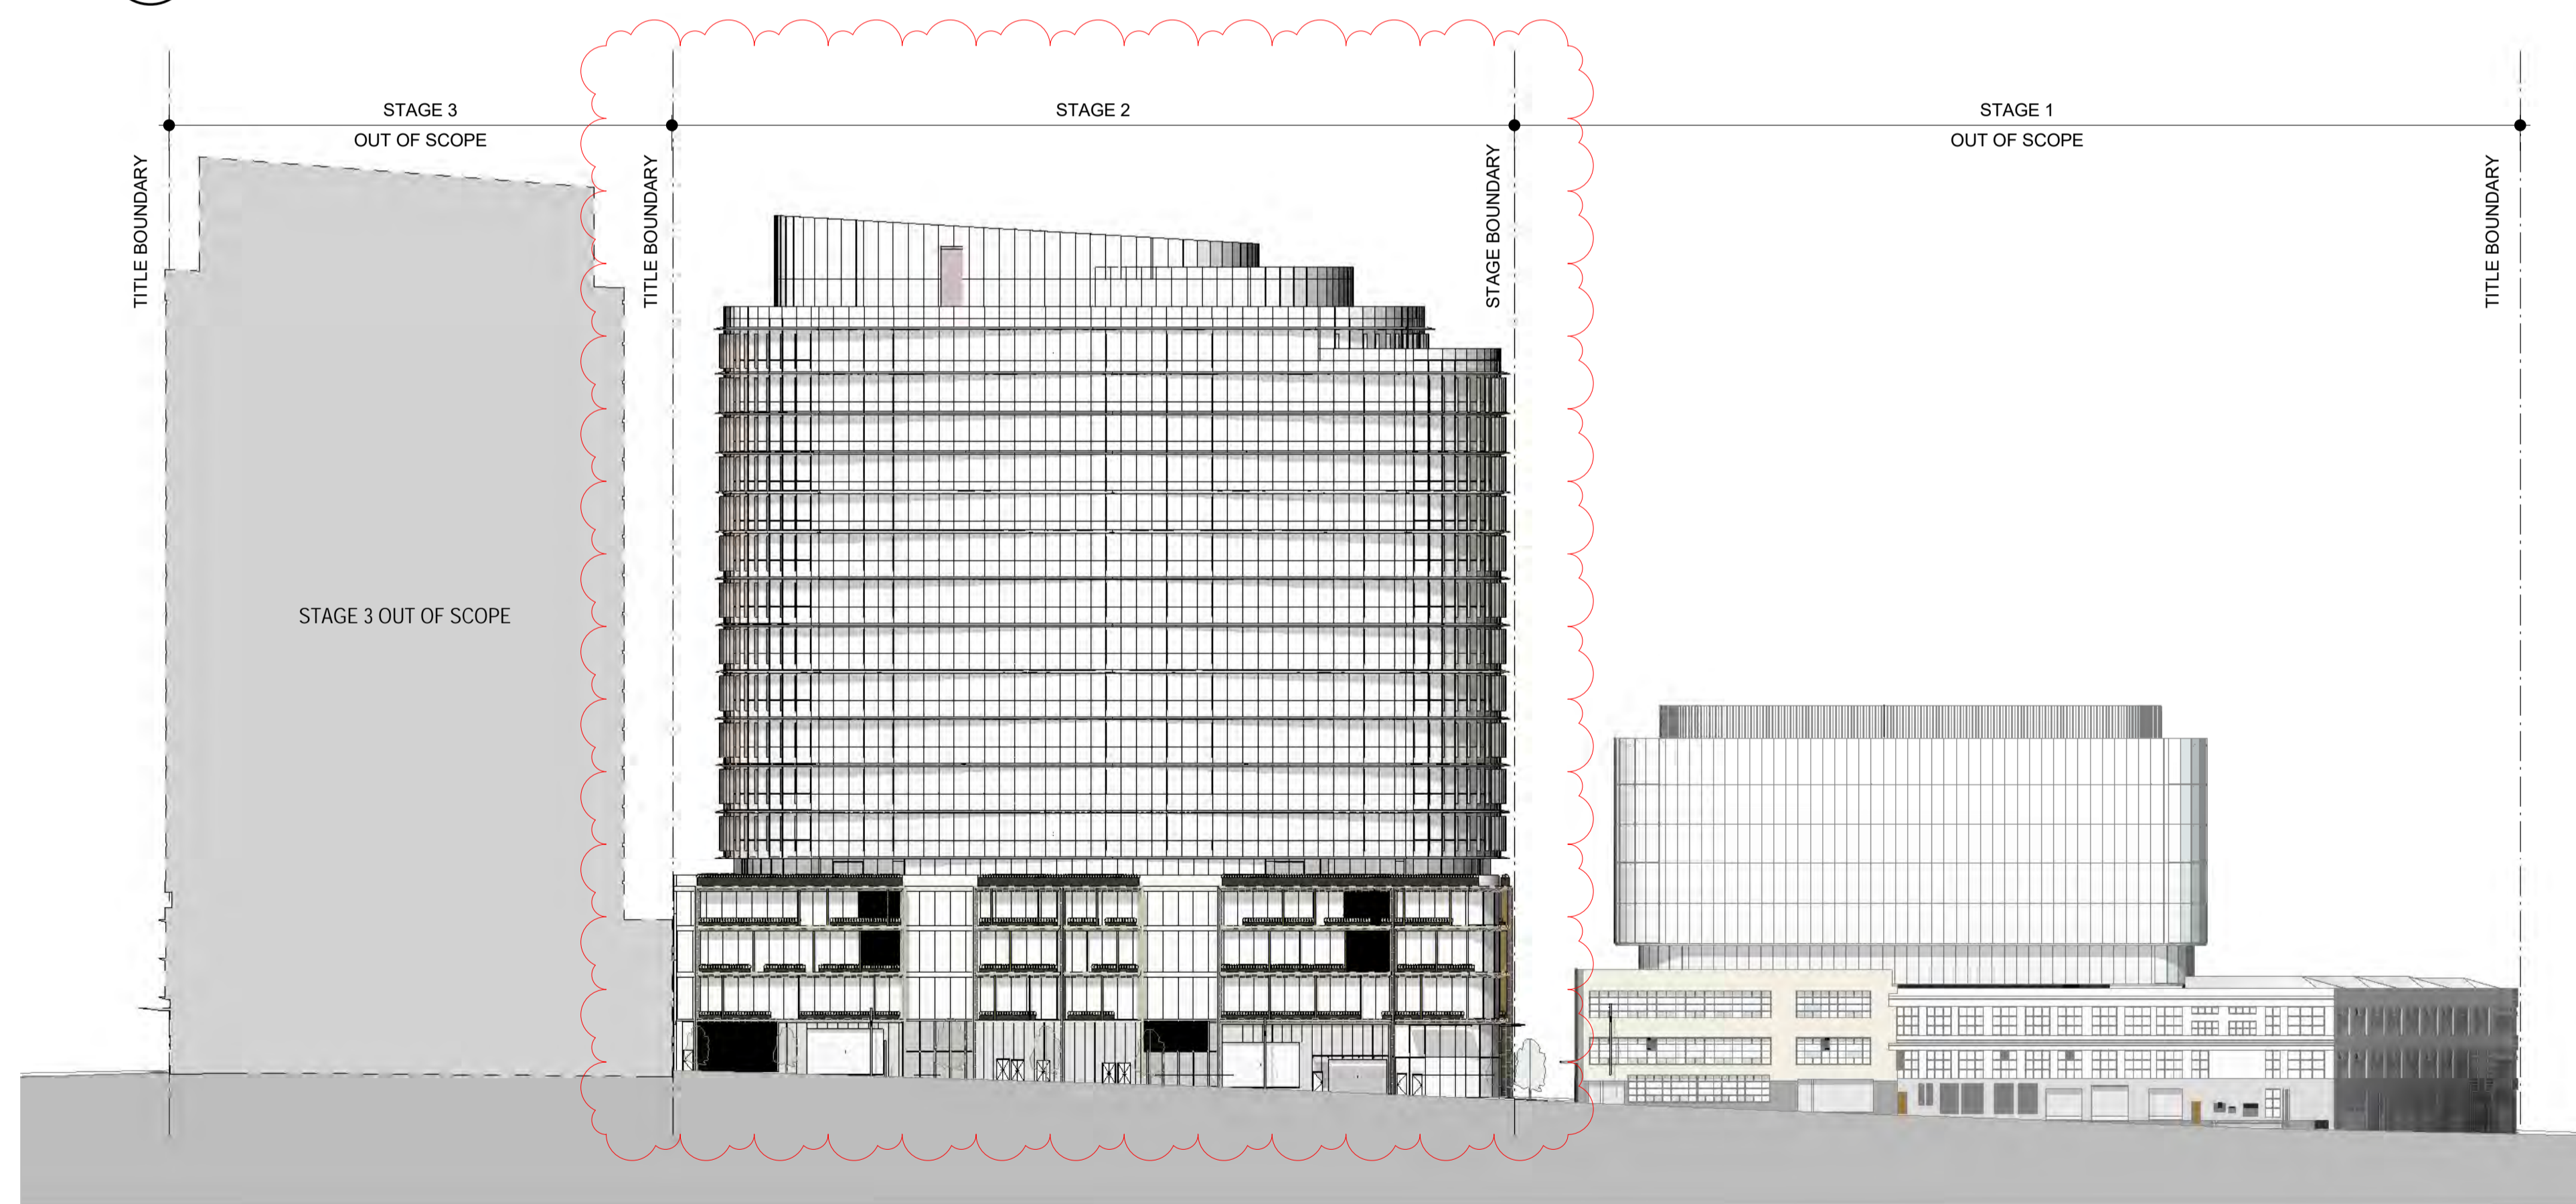 STAGE 3
OUT OF SCOPE
STAGE 2
STAGE 1
OUT OF SCOPE
TITLE BOUNDARY
TITLE BOUNDARY
STAGE BOUNDARY
TITLE BOUNDARY
STAGE 3 OUT OF SCOPE